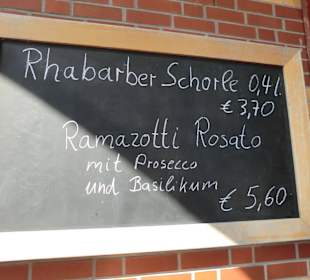 Rhabarber Schorle 0,4l.
€ 3,70
Ramazotti Rosato
mit Prosecco
und Basilikum
€ 5,60